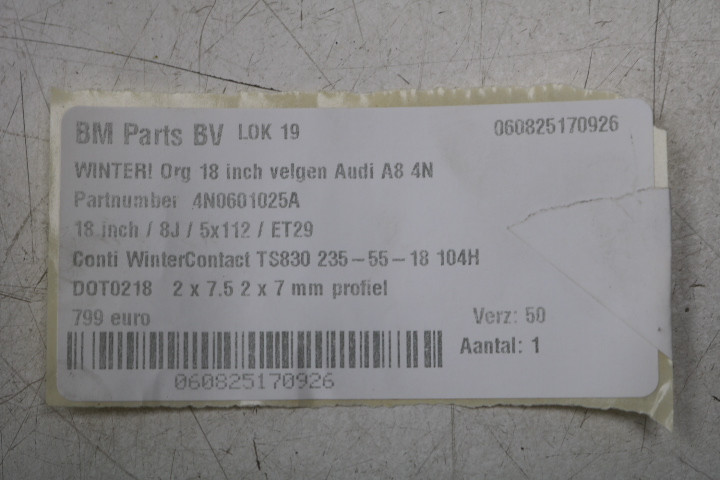 BM Parts BV LOK 19 060825170926
WINTER! Org 18 inch velgen Audi A8 4N
Partnumber 4N0601025A
18 inch / 8J / 5x112 / ET29
Conti WinterContact TS830 235-55-18 104H
DOT0218 2 x 7.5 2 x 7 mm profiel
799 euro Verz: 50
Aantal: 1
060825170926